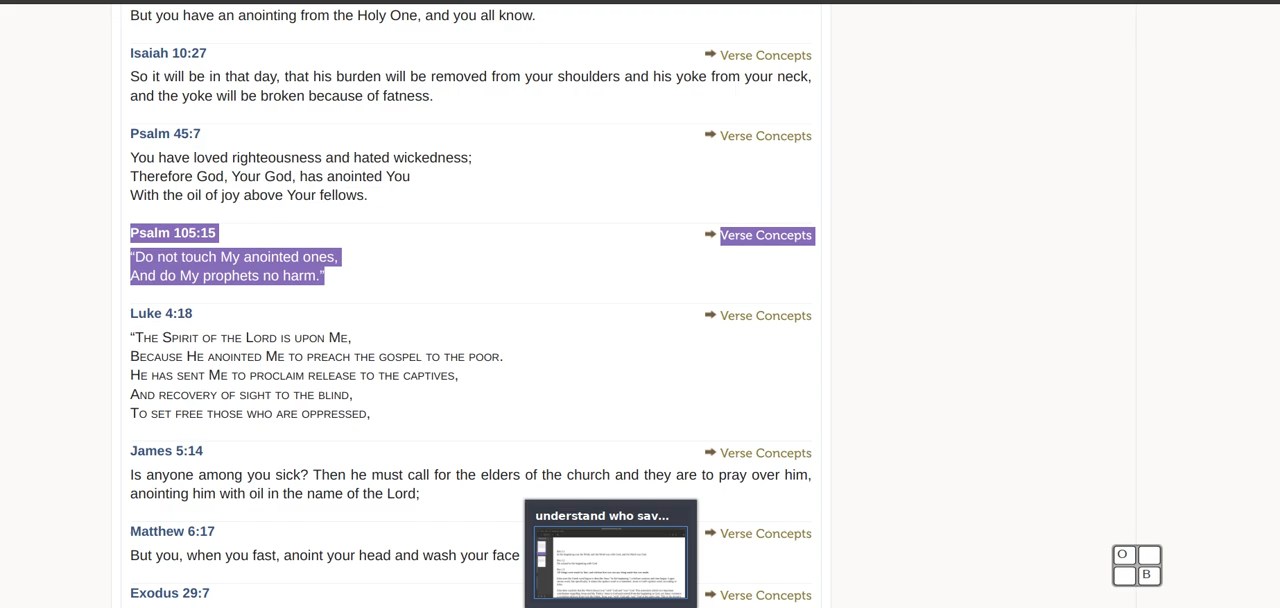 But you have an anointing from the Holy One, and you all know.
Isaiah 10:27
Verse Concepts
So it will be in that day, that his burden will be removed from your shoulders and his yoke from your neck,
and the yoke will be broken because of fatness.
Psalm 45:7
Verse Concepts
You have loved righteousness and hated wickedness;
Therefore God, Your God, has anointed You
With the oil of joy above Your fellows.
Psalm 105:15
Verse Concepts
“Do not touch My anointed ones,
And do My prophets no harm.”
Luke 4:18
Verse Concepts
“The Spirit of the Lord is upon Me,
Because He anointed Me to preach the gospel to the poor.
He has sent Me to proclaim release to the captives,
And recovery of sight to the blind,
To set free those who are oppressed,
James 5:14
Verse Concepts
Is anyone among you sick? Then he must call for the elders of the church and they are to pray over him,
anointing him with oil in the name of the Lord;
understand who sav...
Matthew 6:17
Verse Concepts
But you, when you fast, anoint your head and wash your face
Exodus 29:7
Verse Concepts
O
B